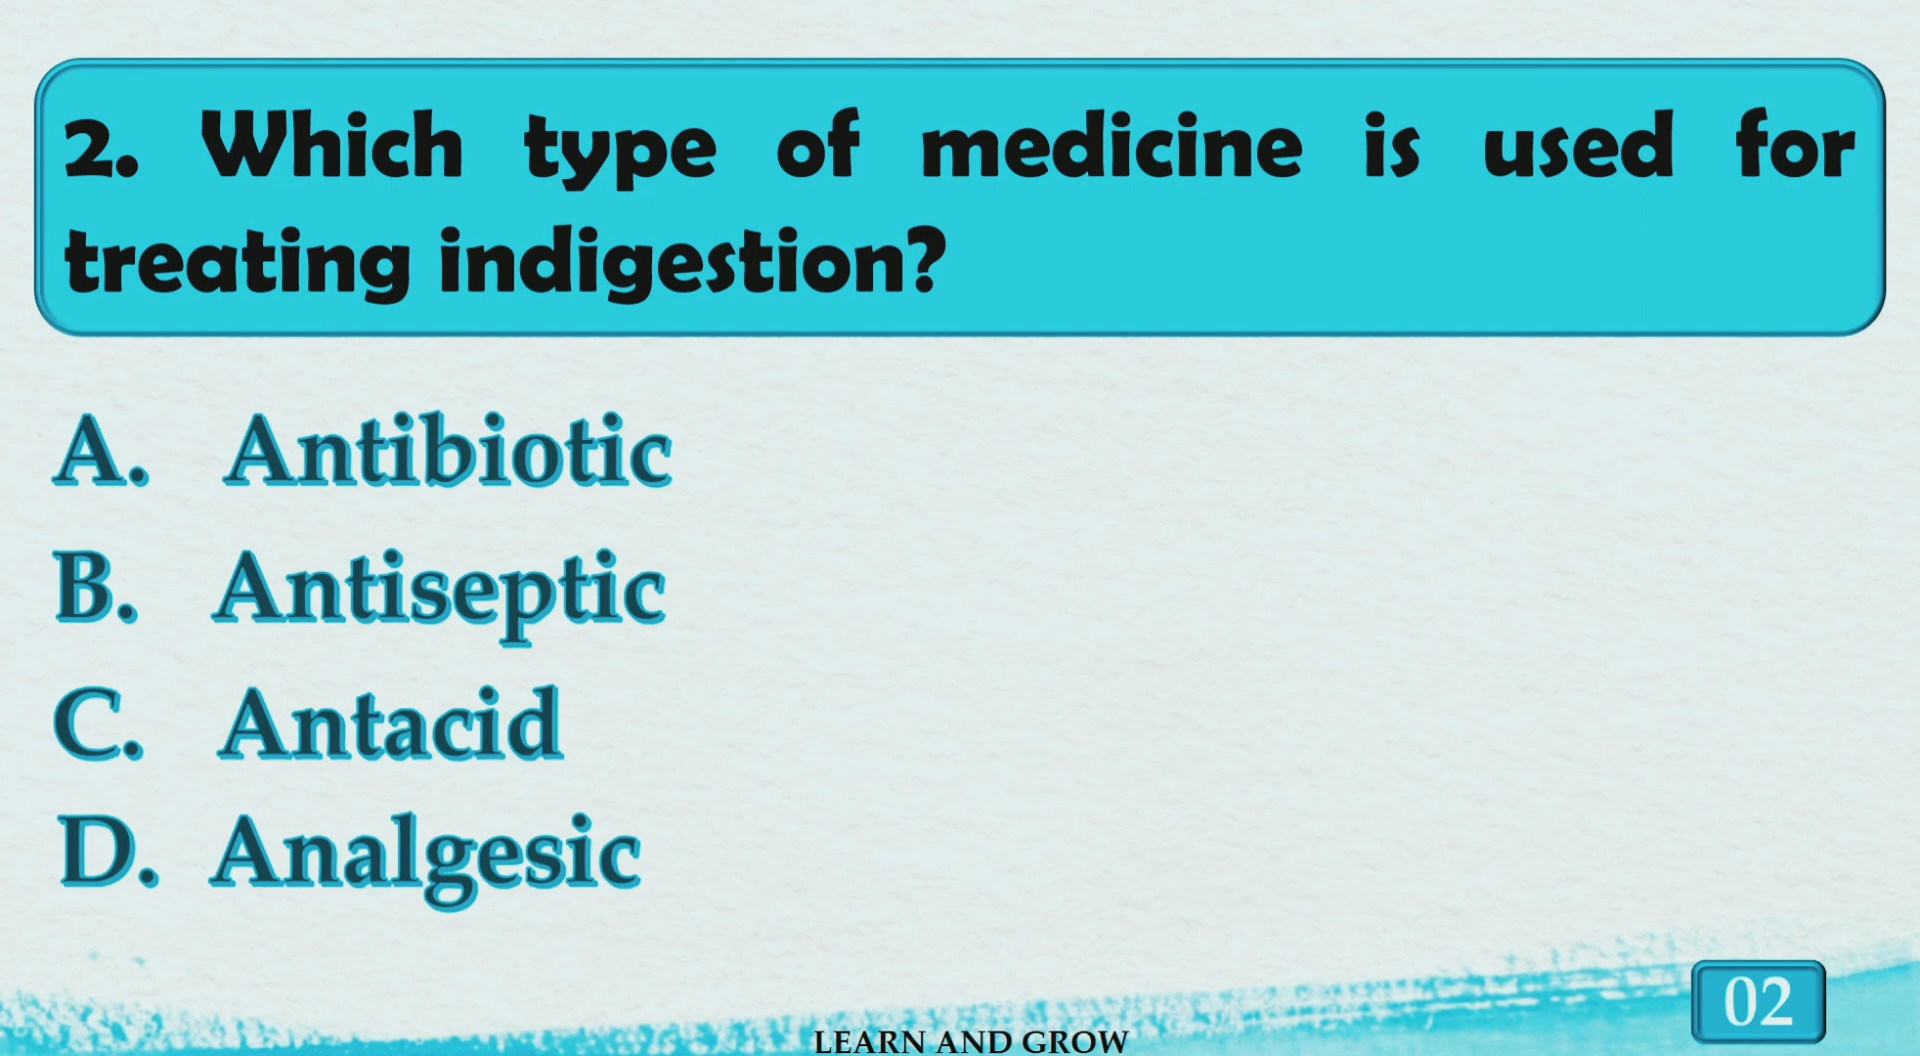 2. Which type of medicine is used for
treating indigestion?
A. Antibiotic
B. Antiseptic
C. Antacid
D. Analgesic
02
LEARN AND GROW